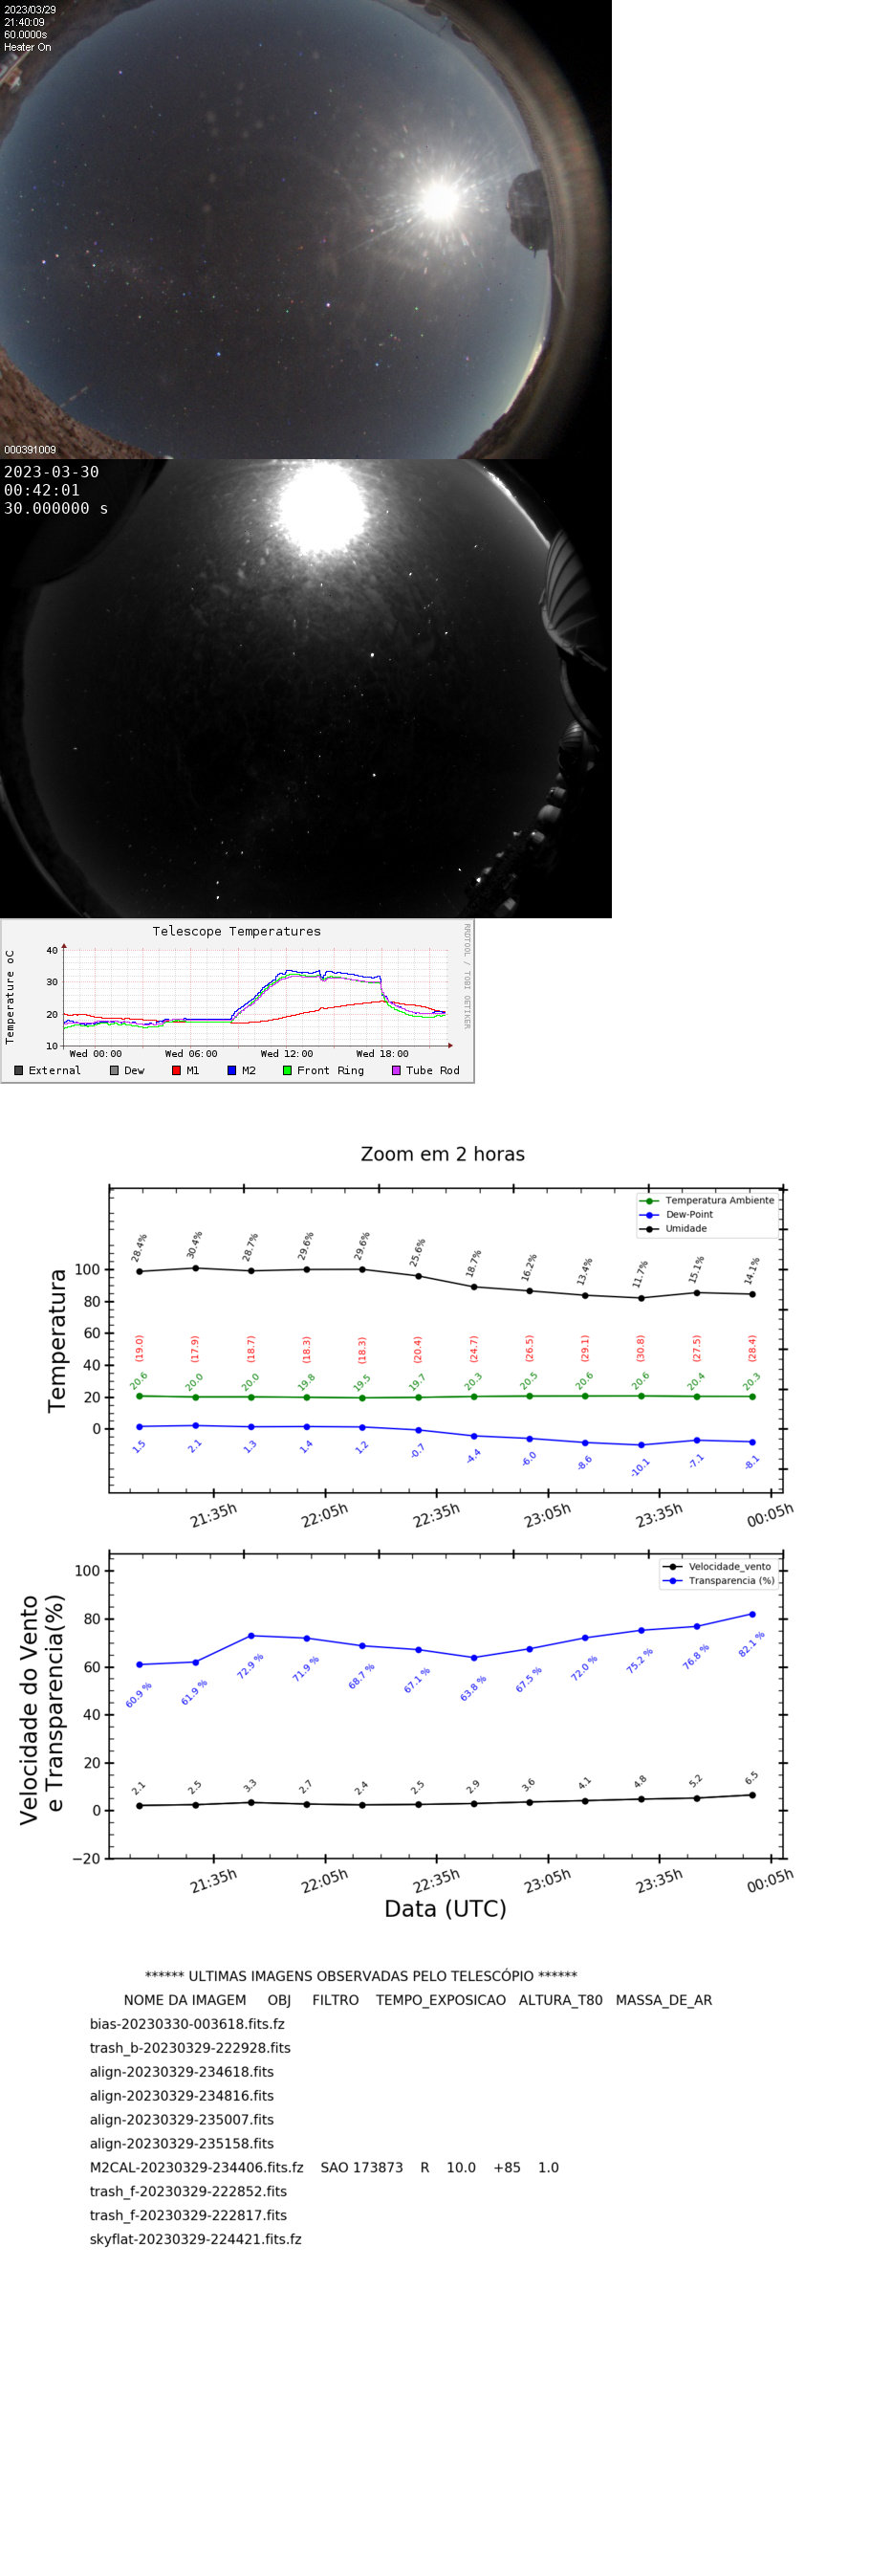 2023/03/29
21:40:09
60.0000s
Heater On
000391009
2023-03-30
00:42:01
30.000000 s
Telescope Temperatures
RRDTOOL / TOBI OETIKER
Temperature oC
40
30
20
10
Wed 00:00 Wed 06:00 Wed 12:00 Wed 18:00
External Dew M1 M2 Front Ring Tube Rod
Zoom em 2 horas
Temperatura Ambiente
Dew-Point
Umidade
Temperatura
100
80
60
40
20
0
28.4% 30.4% 28.7% 29.6% 29.6% 25.6% 18.7% 16.2% 13.4% 11.7% 15.1% 14.1%
(19.0) (17.9) (18.7) (18.3) (18.3) (20.4) (24.7) (26.5) (29.1) (30.8) (27.5) (28.4)
20.6 20.0 20.0 19.8 19.5 19.7 20.3 20.5 20.6 20.6 20.4 20.3
1.5 2.1 1.3 1.4 1.2 -0.7 -4.4 -6.0 -8.6 -10.1 -7.1 -8.1
21:35h 22:05h 22:35h 23:05h 23:35h 00:05h
Velocidade_vento
Transparencia (%)
Velocidade do Vento
e Transparencia(%)
100
80
60
40
20
0
−20
60.9 % 61.9 % 72.9 % 71.9 % 68.7 % 67.1 % 63.8 % 67.5 % 72.0 % 75.2 % 76.8 % 82.1 %
2.1 2.5 3.3 2.7 2.4 2.5 2.9 3.6 4.1 4.8 5.2 6.5
21:35h 22:05h 22:35h 23:05h 23:35h 00:05h
Data (UTC)
****** ULTIMAS IMAGENS OBSERVADAS PELO TELESCÓPIO ******
NOME DA IMAGEM OBJ FILTRO TEMPO_EXPOSICAO ALTURA_T80 MASSA_DE_AR
bias-20230330-003618.fits.fz
trash_b-20230329-222928.fits
align-20230329-234618.fits
align-20230329-234816.fits
align-20230329-235007.fits
align-20230329-235158.fits
M2CAL-20230329-234406.fits.fz SAO 173873 R 10.0 +85 1.0
trash_f-20230329-222852.fits
trash_f-20230329-222817.fits
skyflat-20230329-224421.fits.fz